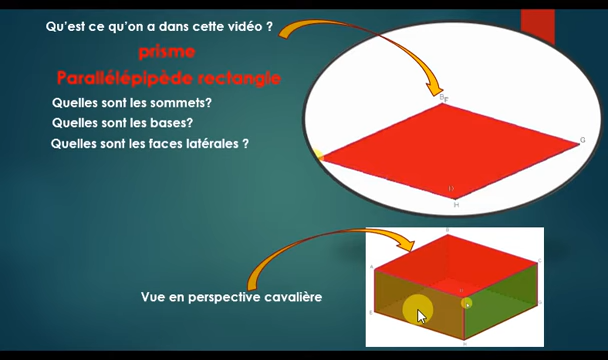 Qu'est ce qu'on a dans cette vidéo ?
prisme
Parallélépipède rectangle
Quelles sont les sommets?
Quelles sont les bases?
Quelles sont les faces latérales ?
G
H
Vue en perspective cavalière